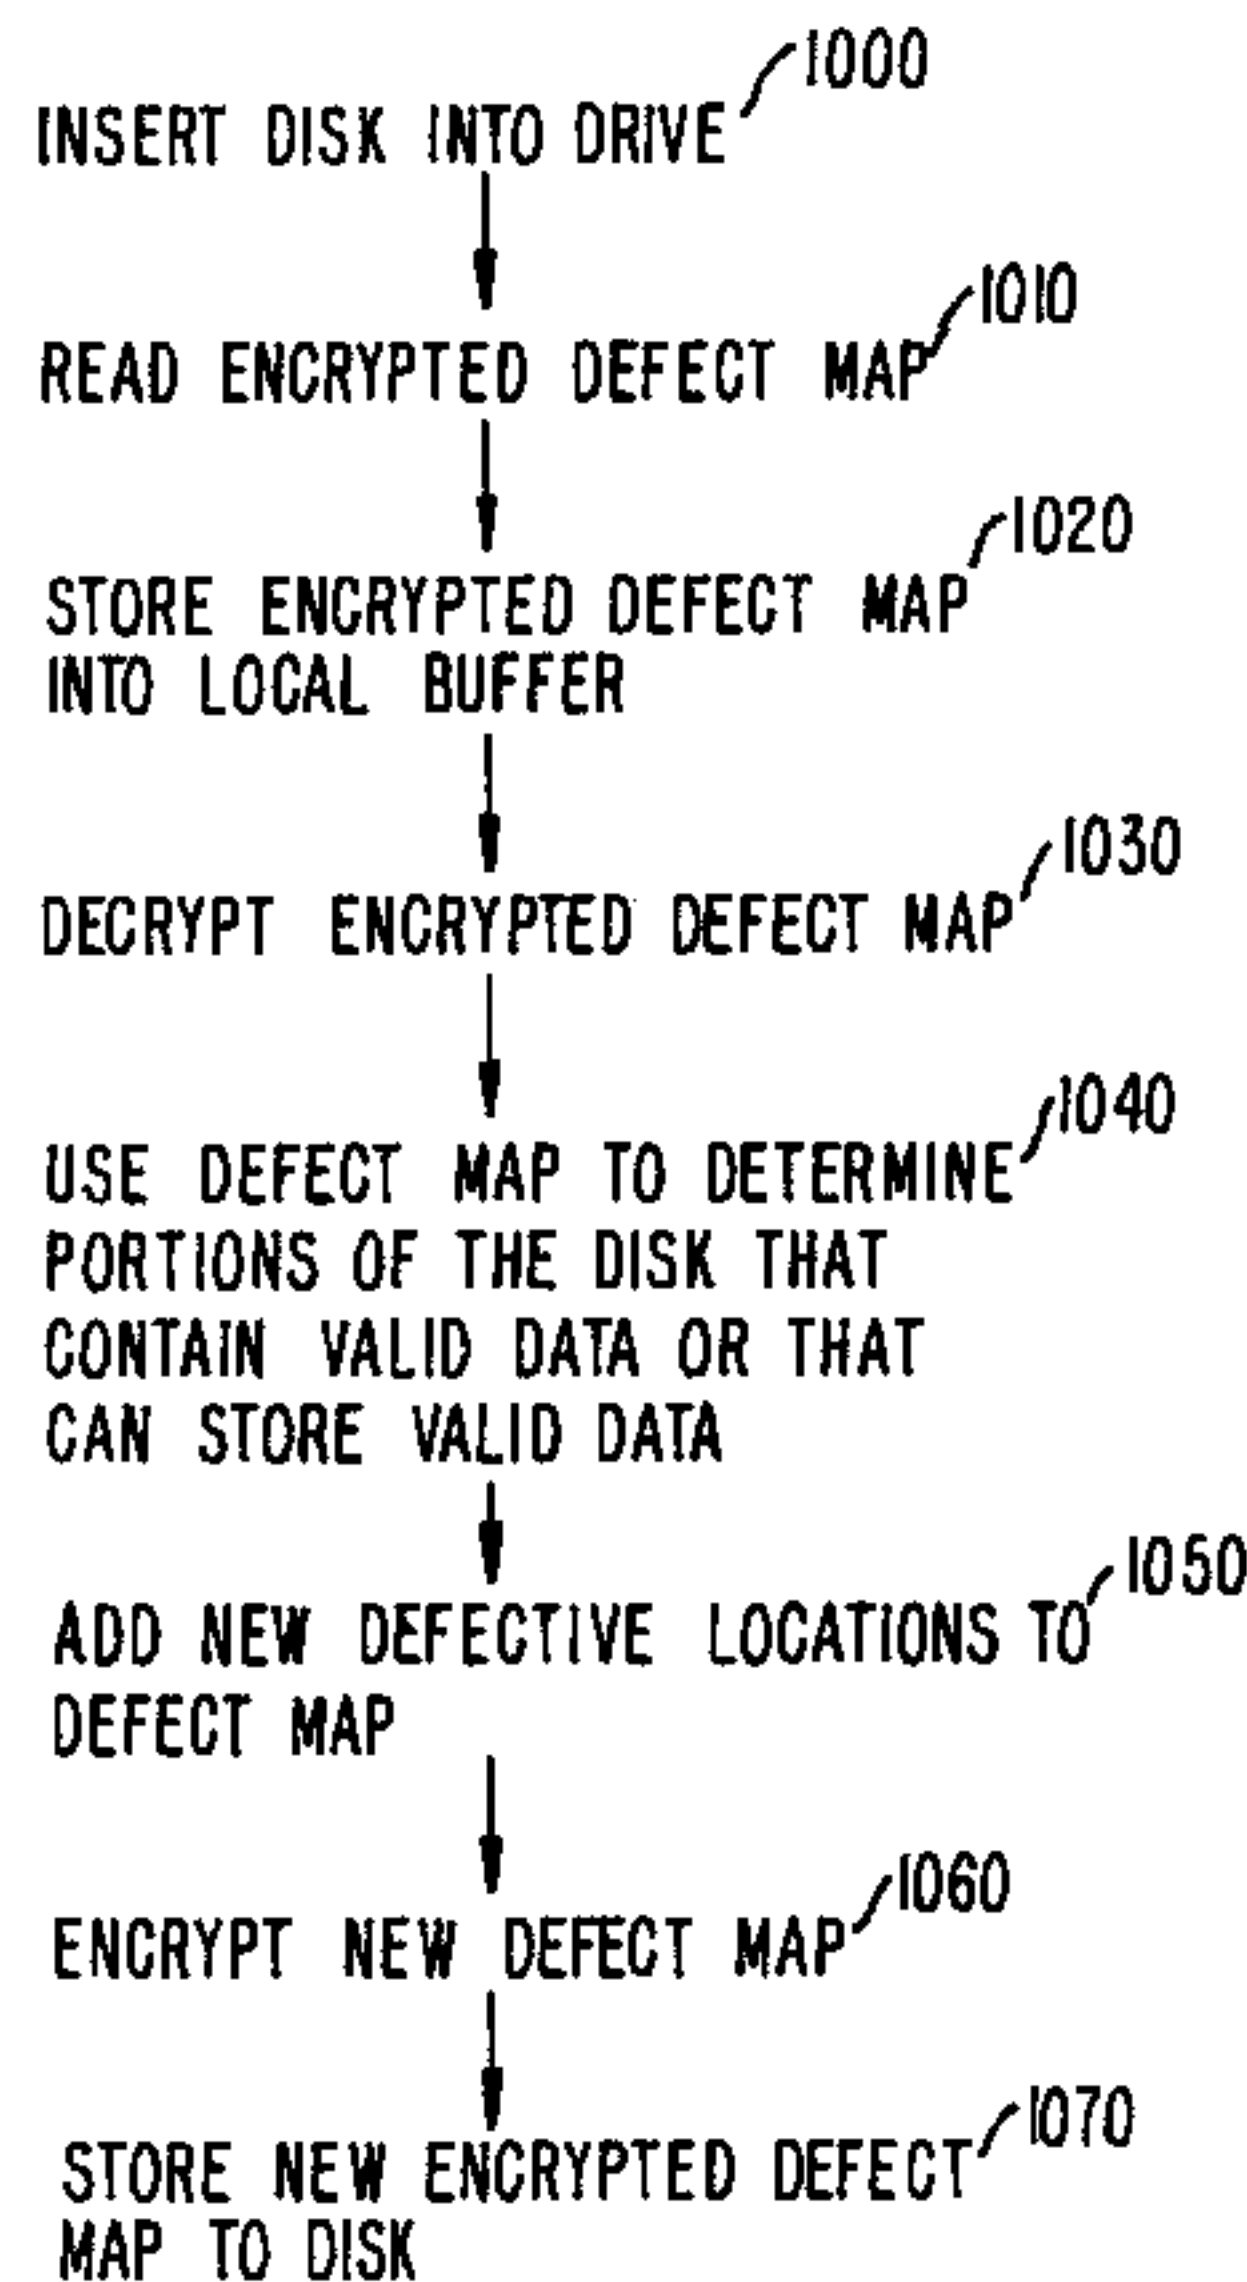 1000
INSERT DISK INTO DRIVE
1010
READ ENCRYPTED DEFECT MAP
1020
STORE ENCRYPTED DEFECT MAP
INTO LOCAL BUFFER
1030
DECRYPT ENCRYPTED DEFECT MAP
1040
USE DEFECT MAP TO DETERMINE
PORTIONS OF THE DISK THAT
CONTAIN VALID DATA OR THAT
CAN STORE VALID DATA
1050
ADD NEW DEFECTIVE LOCATIONS TO
DEFECT MAP
1060
ENCRYPT NEW DEFECT MAP
1070
STORE NEW ENCRYPTED DEFECT
MAP TO DISK